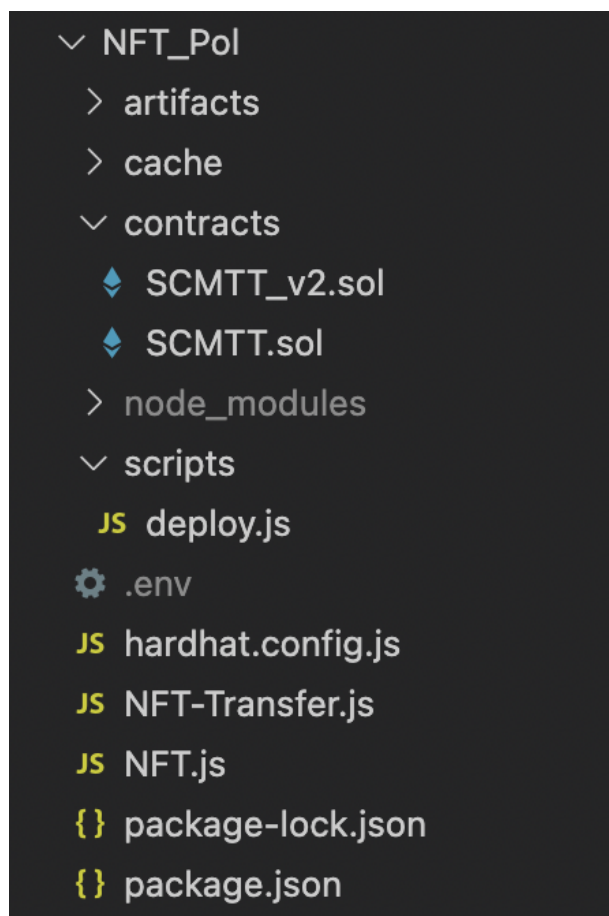 NFT_Pol
artifacts
cache
contracts
SCMTT_v2.sol
SCMTT.sol
node_modules
scripts
JS deploy.js
.env
JS hardhat.config.js
JS NFT-Transfer.js
JS NFT.js
{} package-lock.json
{} package.json